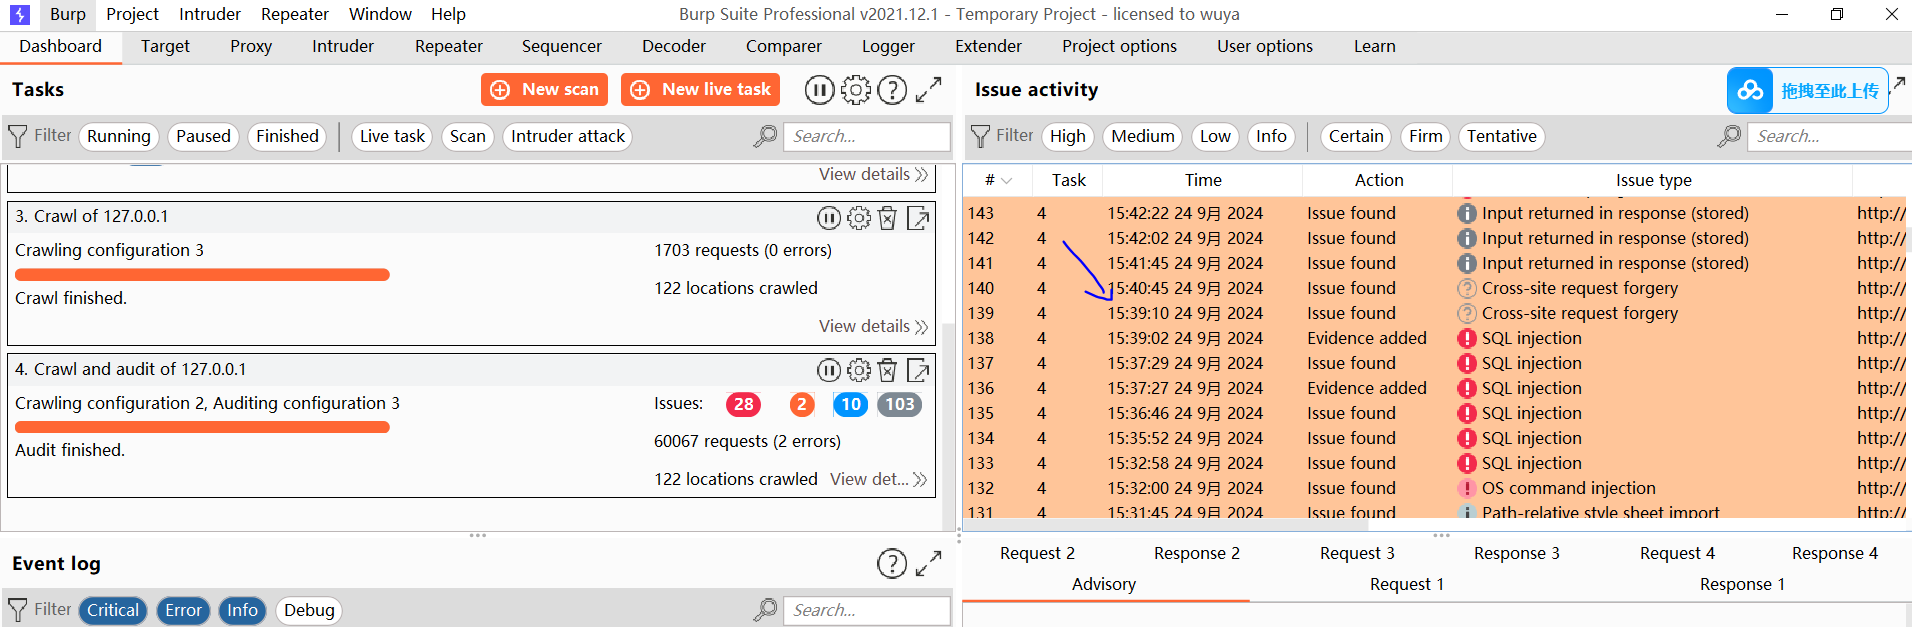 Burp Project Intruder Repeater Window Help Burp Suite Professional v2021.12.1 - Temporary Project - licensed to wuya
Dashboard Target Proxy Intruder Repeater Sequencer Decoder Comparer Logger Extender Project options User options Learn
Tasks New scan New live task
Filter Running Paused Finished Live task Scan Intruder attack Search...
View details
3. Crawl of 127.0.0.1
Crawling configuration 3 1703 requests (0 errors)
122 locations crawled
Crawl finished.
View details
4. Crawl and audit of 127.0.0.1
Crawling configuration 2, Auditing configuration 3 Issues: 28 2 10 103
60067 requests (2 errors)
Audit finished.
122 locations crawled View det...
Event log
Filter Critical Error Info Debug Search...
Issue activity 拖拽至此上传
Filter High Medium Low Info Certain Firm Tentative Search...
# Task Time Action Issue type
143 4 15:42:22 24 9月 2024 Issue found Input returned in response (stored) http://
142 4 15:42:02 24 9月 2024 Issue found Input returned in response (stored) http://
141 4 15:41:45 24 9月 2024 Issue found Input returned in response (stored) http://
140 4 15:40:45 24 9月 2024 Issue found Cross-site request forgery http://
139 4 15:39:10 24 9月 2024 Issue found Cross-site request forgery http://
138 4 15:39:02 24 9月 2024 Evidence added SQL injection http://
137 4 15:37:29 24 9月 2024 Issue found SQL injection http://
136 4 15:37:27 24 9月 2024 Evidence added SQL injection http://
135 4 15:36:46 24 9月 2024 Issue found SQL injection http://
134 4 15:35:52 24 9月 2024 Issue found SQL injection http://
133 4 15:32:58 24 9月 2024 Issue found SQL injection http://
132 4 15:32:00 24 9月 2024 Issue found OS command injection http://
131 4 15:31:45 24 9月 2024 Issue found Path-relative style sheet import http://
Request 2 Response 2 Request 3 Response 3 Request 4 Response 4
Advisory Request 1 Response 1